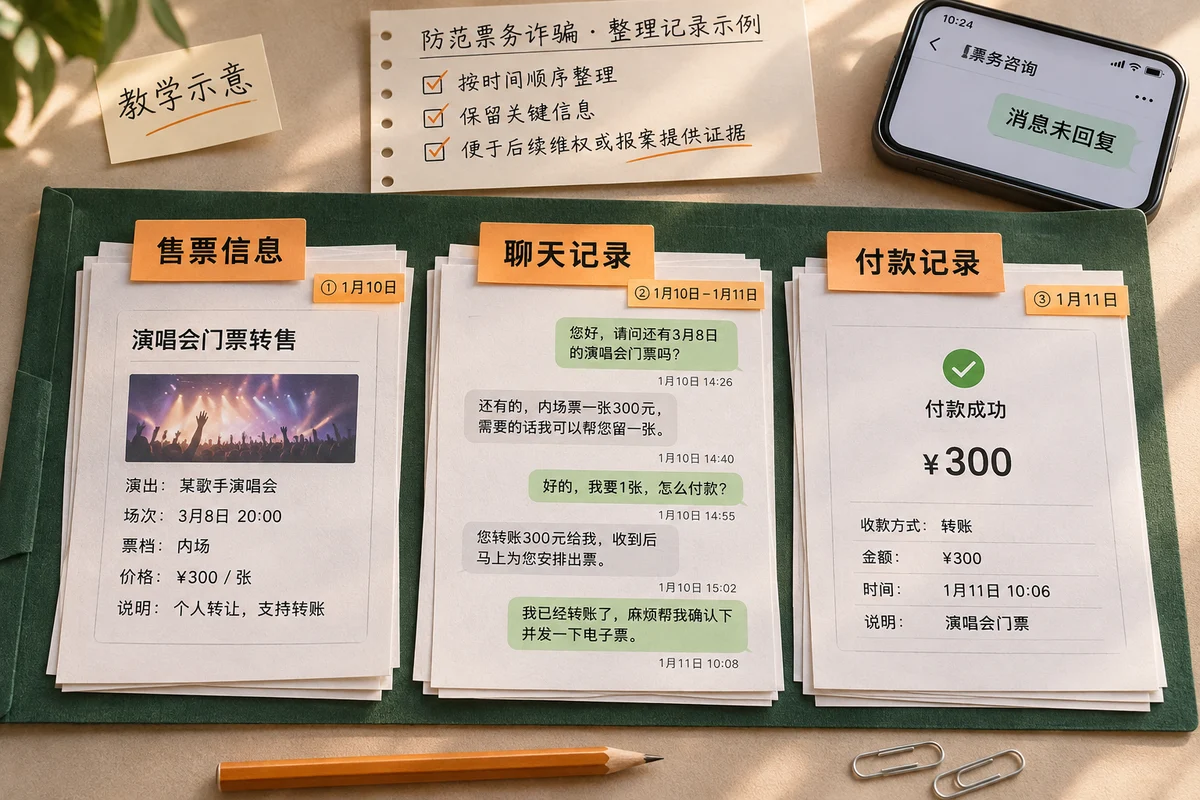 教学示意
防范票务诈骗 · 整理记录示例
按时间顺序整理
保留关键信息
便于后续维权或报案提供证据
10:24
票务咨询
消息未回复
售票信息
① 1月10日
演唱会门票转售
演出： 某歌手演唱会
场次： 3月8日 20:00
票档： 内场
价格： ¥300 / 张
说明： 个人转让，支持转账
聊天记录
② 1月10日–1月11日
您好，请问还有3月8日
的演唱会门票吗？
1月10日 14:26
还有的，内场票一张300元，
需要的话我可以帮您留一张。
1月10日 14:40
好的，我要1张，怎么付款？
1月10日 14:55
您转账300元给我，收到后
马上为您安排出票。
1月10日 15:02
我已经转账了，麻烦帮我确认下
并发一下电子票。
1月11日 10:08
付款记录
③ 1月11日
付款成功
¥300
收款方式： 转账
金额： ¥300
时间： 1月11日 10:06
说明： 演唱会门票